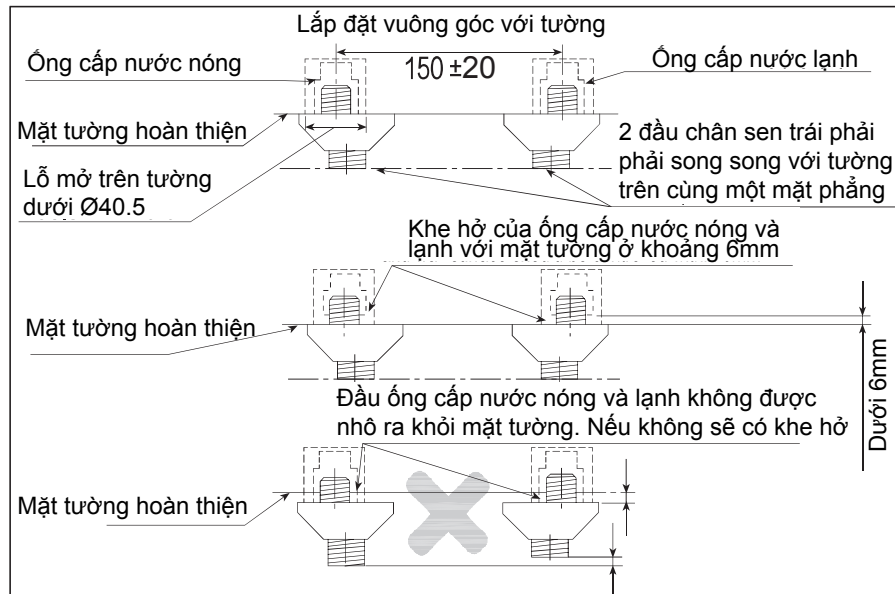 Lắp đặt vuông góc với tường
Ống cấp nước nóng
150 ±20
Ống cấp nước lạnh
Mặt tường hoàn thiện
2 đầu chân sen trái phải
phải song song với tường
trên cùng một mặt phẳng
Lỗ mở trên tường
dưới Ø40.5
Khe hở của ống cấp nước nóng và
lạnh với mặt tường ở khoảng 6mm
Mặt tường hoàn thiện
Dưới 6mm
Đầu ống cấp nước nóng và lạnh không được
nhô ra khỏi mặt tường. Nếu không sẽ có khe hở
Mặt tường hoàn thiện